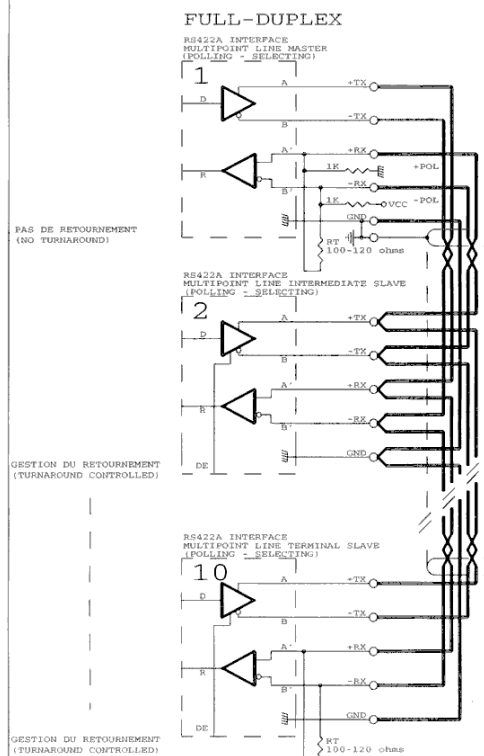 FULL-DUPLEX
RS422A INTERFACE
MULTIPOINT LINE MASTER
(POLLING - SELECTING)
1
A
+TX
D
B
-TX
A'
+RX
1K
+POL
R
-RX
B'
1K
VCC
-POL
GND
PAS DE RETOURNEMENT
(NO TURNAROUND)
RT
100-120 ohms
RS422A INTERFACE
MULTIPOINT LINE INTERMEDIATE SLAVE
(POLLING - SELECTING)
2
A
+TX
D
B
-TX
A'
+RX
R
B'
-RX
GND
GESTION DU RETOURNEMENT
(TURNAROUND CONTROLLED)
DE
RS422A INTERFACE
MULTIPOINT LINE TERMINAL SLAVE
(POLLING - SELECTING)
10
A
+TX
D
B
-TX
A'
+RX
R
B'
-RX
GND
DE
GESTION DU RETOURNEMENT
(TURNAROUND CONTROLLED)
RT
100-120 ohms